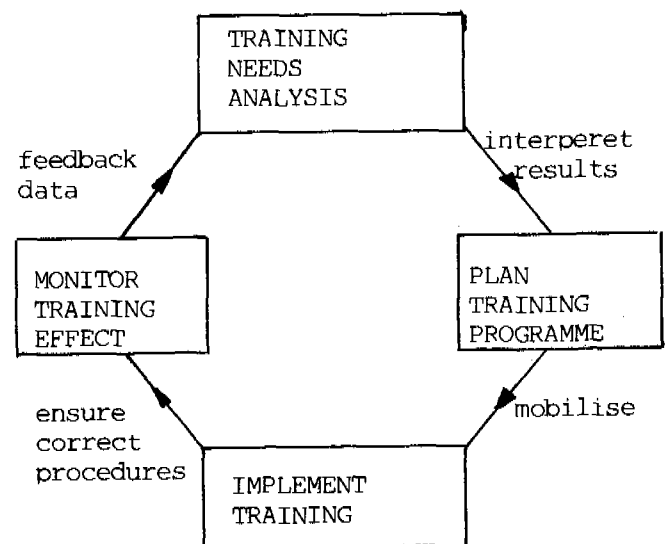 TRAINING
NEEDS
ANALYSIS
interperet
results
PLAN
TRAINING
PROGRAMME
mobilise
IMPLEMENT
TRAINING
ensure
correct
procedures
MONITOR
TRAINING
EFFECT
feedback
data